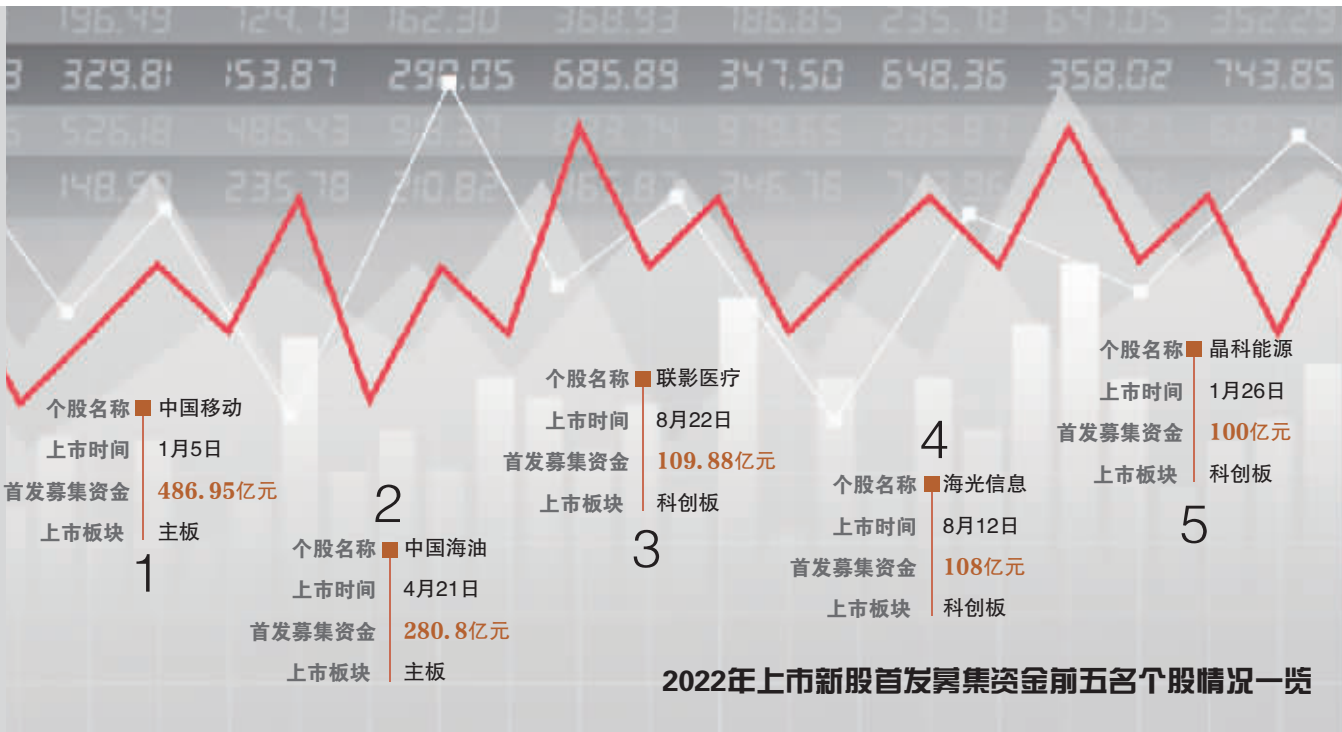 329.81 153.87 290.05 685.89 347.50 648.36 358.02 743.85
个股名称 中国移动
上市时间 1月5日
首发募集资金 486.95亿元
上市板块 主板
1
2
个股名称 中国海油
上市时间 4月21日
首发募集资金 280.8亿元
上市板块 主板
个股名称 联影医疗
上市时间 8月22日
首发募集资金 109.88亿元
上市板块 科创板
3
4
个股名称 海光信息
上市时间 8月12日
首发募集资金 108亿元
上市板块 科创板
个股名称 晶科能源
上市时间 1月26日
首发募集资金 100亿元
上市板块 科创板
5
2022年上市新股首发募集资金前五名个股情况一览